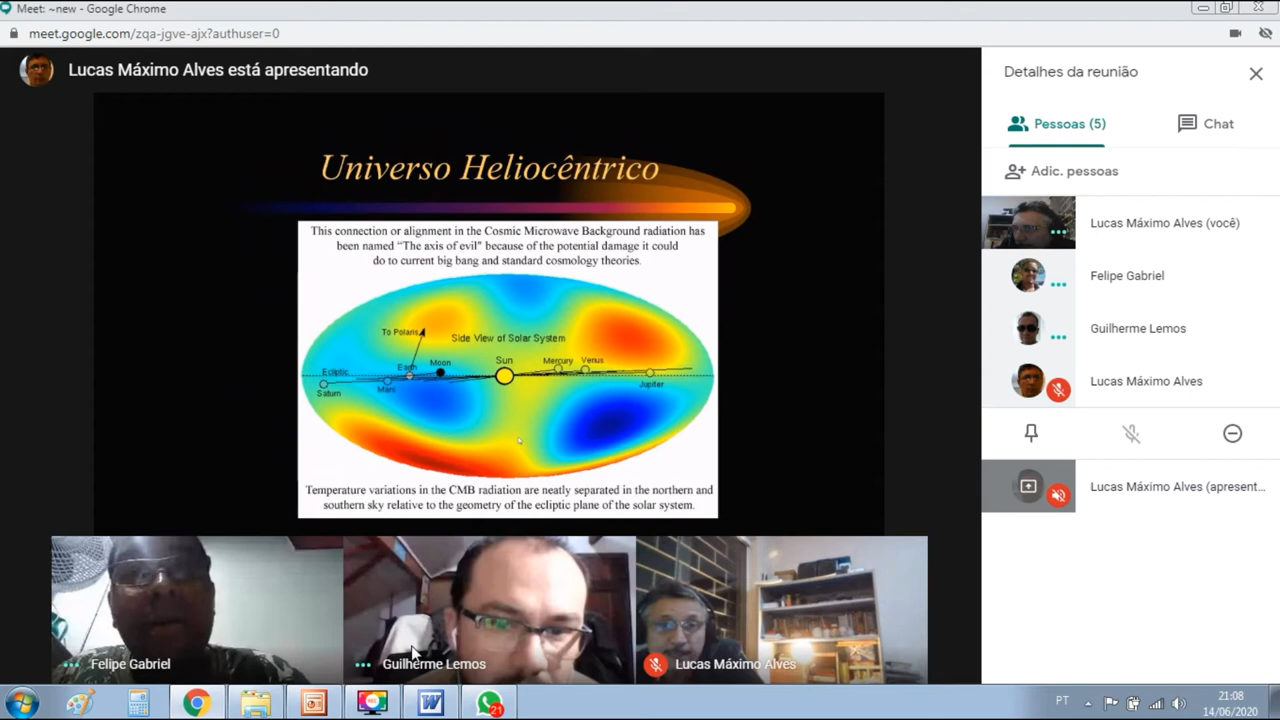 Meet: ~new - Google Chrome
meet.google.com/zqa-jgve-ajx?authuser=0
Lucas Máximo Alves está apresentando
Universo Heliocêntrico
This connection or alignment in the Cosmic Microwave Background radiation has
been named "The axis of evil" because of the potential damage it could
do to current big bang and standard cosmology theories.
To Polaris
Side View of Solar System
Ecliptic
Earth
Moon
Sun
Mercury
Venus
Saturn
Mars
Jupiter
Temperature variations in the CMB radiation are neatly separated in the northern and
southern sky relative to the geometry of the ecliptic plane of the solar system.
Felipe Gabriel
Guilherme Lemos
Lucas Máximo Alves
Detalhes da reunião
Pessoas (5)
Chat
Adic. pessoas
Lucas Máximo Alves (você)
Felipe Gabriel
Guilherme Lemos
Lucas Máximo Alves
Lucas Máximo Alves (apresent...
21
PT
21:08
14/06/2020